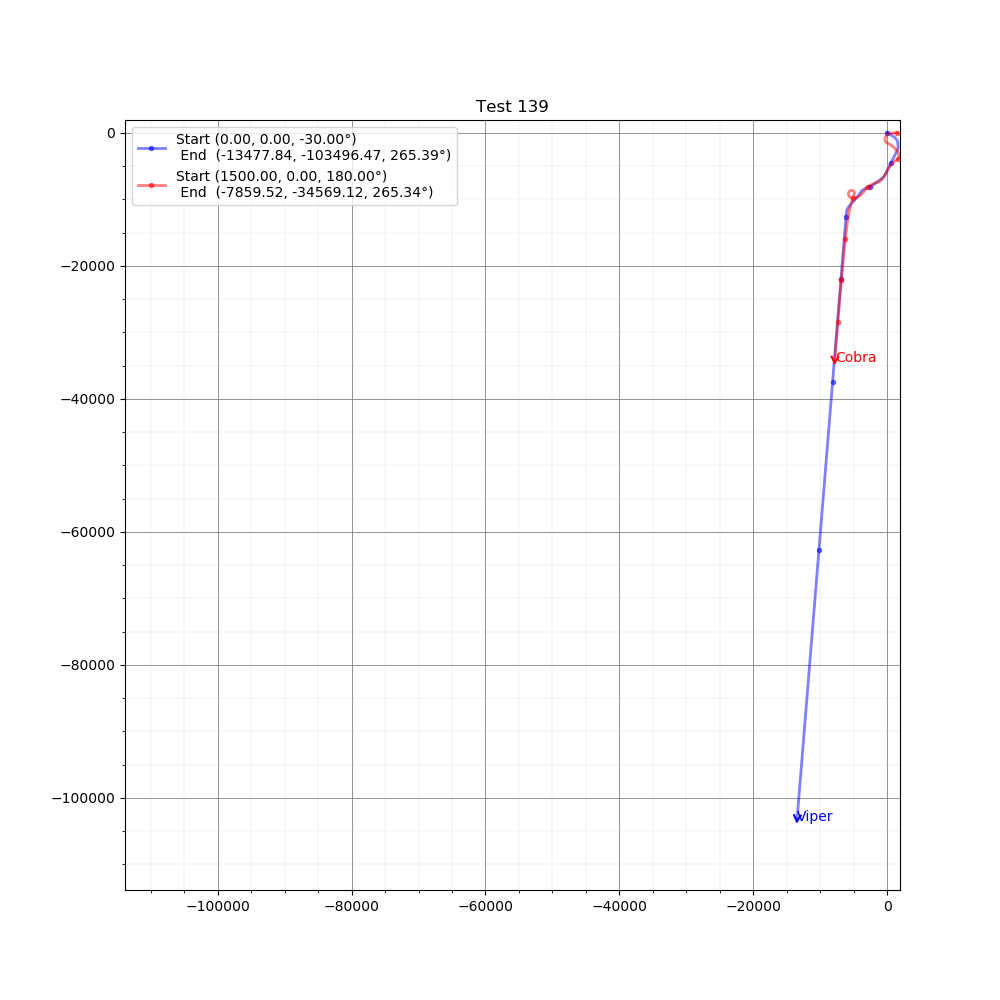 Test 139
Start (0.00, 0.00, -30.00°)
End (-13477.84, -103496.47, 265.39°)
Start (1500.00, 0.00, 180.00°)
End (-7859.52, -34569.12, 265.34°)
0
−20000
−40000
−60000
−80000
−100000
Cobra
Viper
−100000 −80000 −60000 −40000 −20000 0